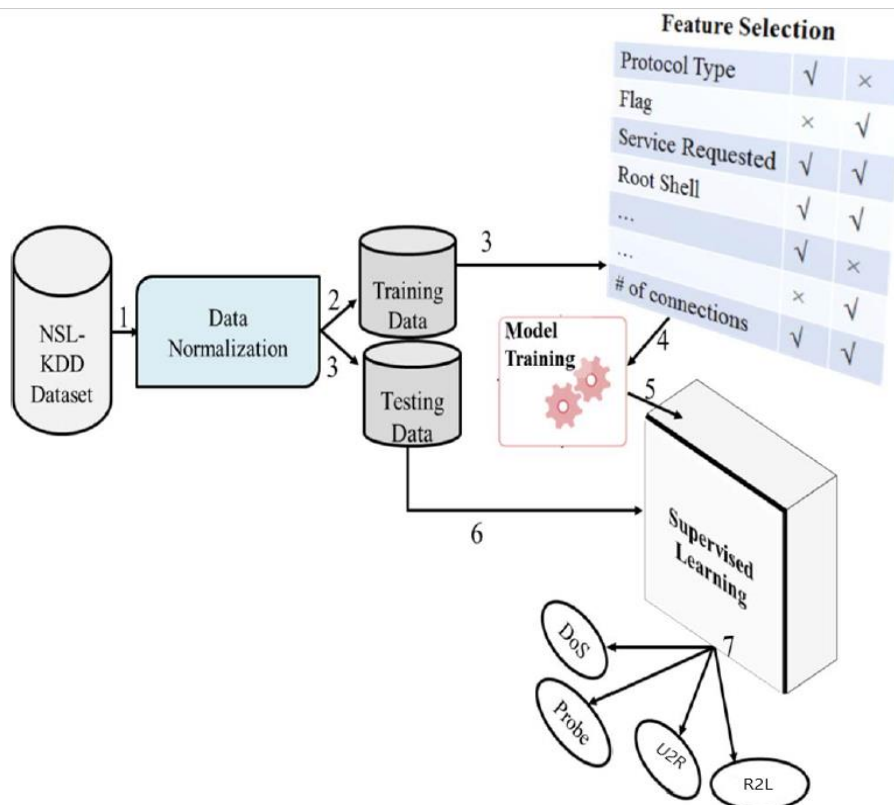 Feature Selection
Protocol Type √ ×
Flag × √
Service Requested √ √
Root Shell √ √
... √ ×
... × √
# of connections √ √
NSL-
KDD
Dataset
1
Data
Normalization
2
3
Training
Data
3
Testing
Data
Model
Training
4
5
6
Supervised
Learning
7
DoS
Probe
U2R
R2L